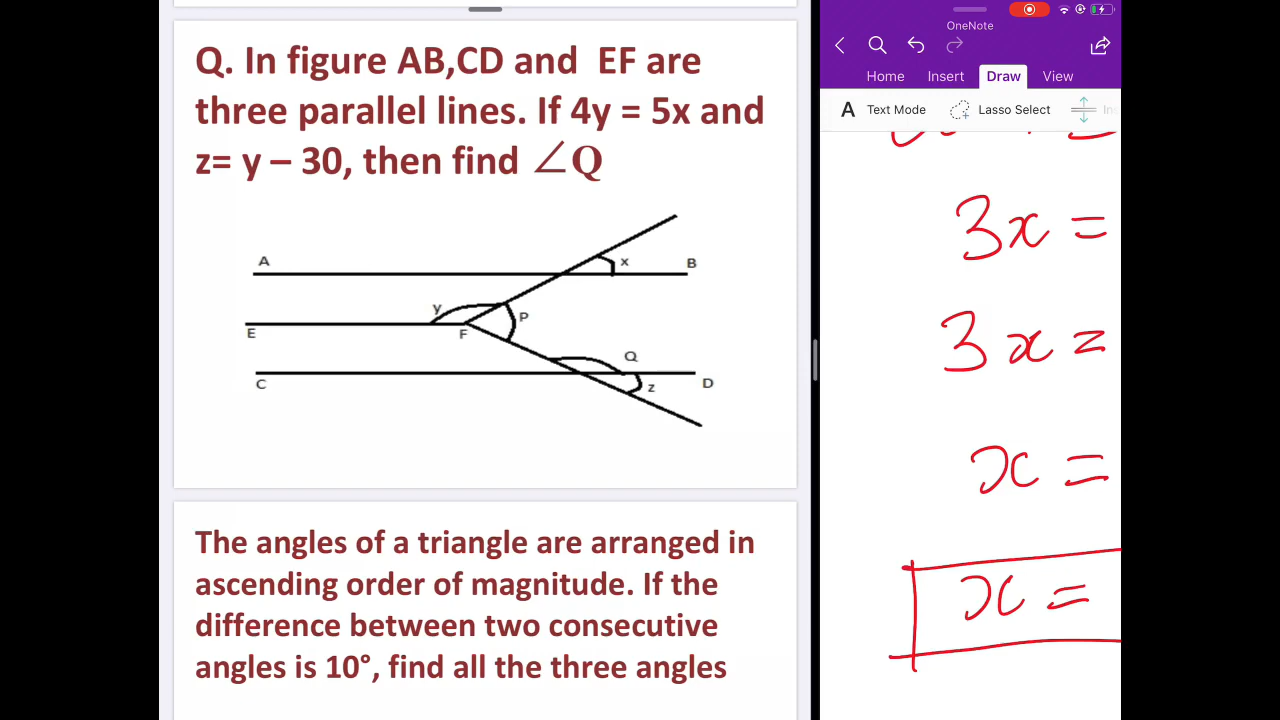 Q. In figure AB,CD and EF are
three parallel lines. If 4y = 5x and
z= y – 30, then find ∠Q
A
x
B
y
P
E
F
Q
C
z
D
The angles of a triangle are arranged in
ascending order of magnitude. If the
difference between two consecutive
angles is 10°, find all the three angles
OneNote
Home Insert Draw View
A Text Mode Lasso Select Ins
3x =
3x =
x =
x =